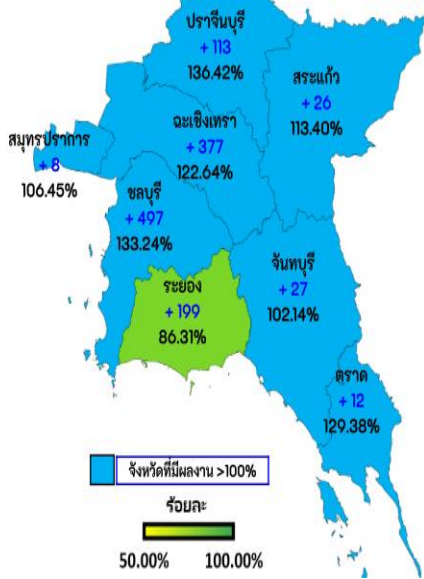 ปราจีนบุรี
+ 113
136.42%
สระแก้ว
+ 26
113.40%
ฉะเชิงเทรา
+ 377
122.64%
สมุทรปราการ
+ 8
106.45%
ชลบุรี
+ 497
133.24%
จันทบุรี
+ 27
102.14%
ระยอง
+ 199
86.31%
ตราด
+ 12
129.38%
จังหวัดที่มีผลงาน >100%
ร้อยละ
50.00% 100.00%